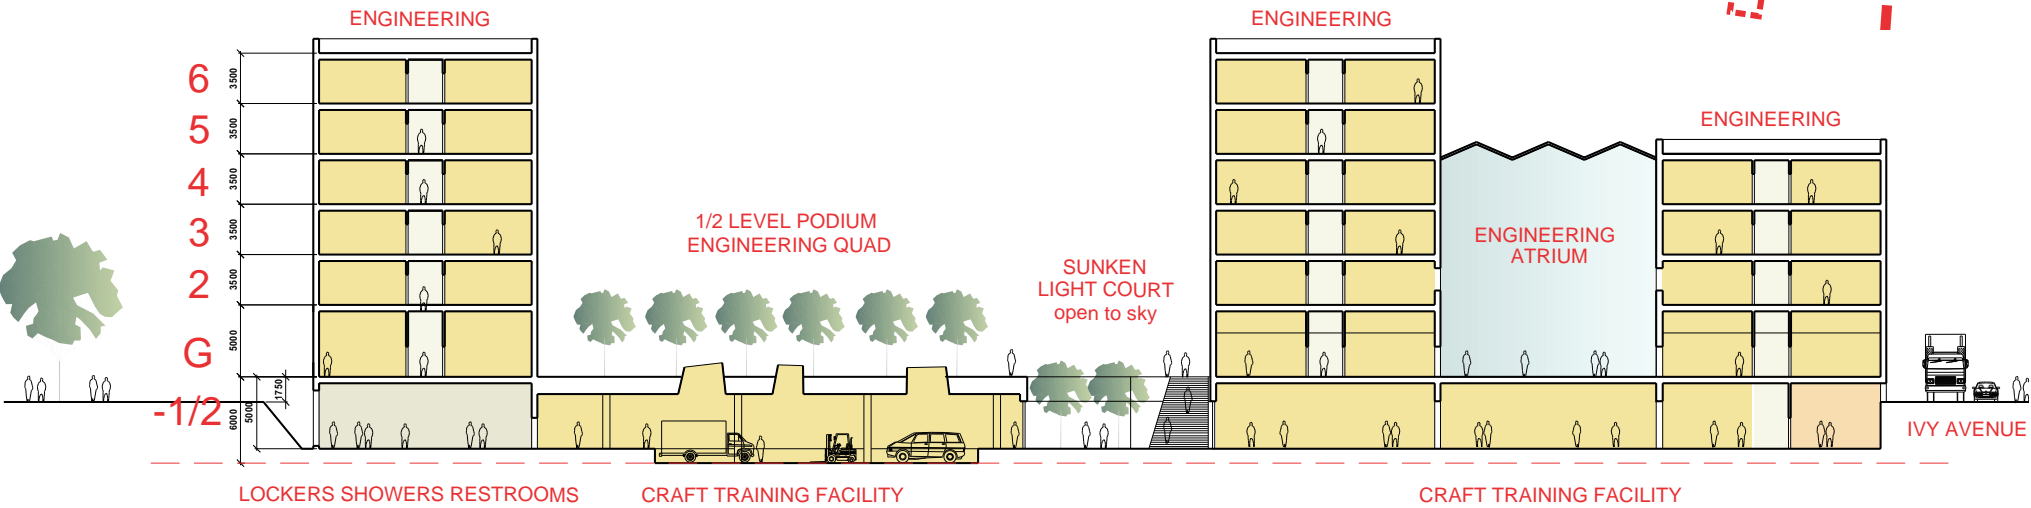 ENGINEERING
ENGINEERING
ENGINEERING
6
3500
5
3500
4
3500
3
3500
2
3500
G
5000
-1/2
6000
5000
1750
1/2 LEVEL PODIUM
ENGINEERING QUAD
SUNKEN
LIGHT COURT
open to sky
ENGINEERING
ATRIUM
IVY AVENUE
LOCKERS SHOWERS RESTROOMS
CRAFT TRAINING FACILITY
CRAFT TRAINING FACILITY